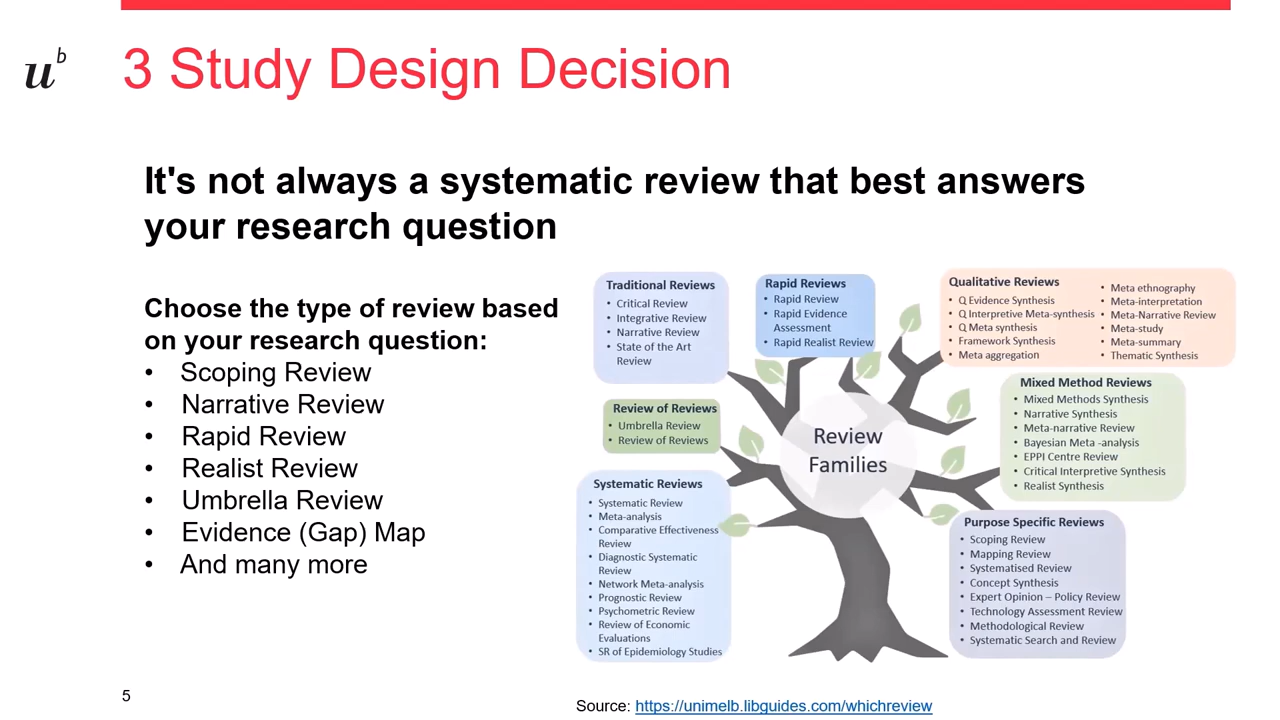 u b
3 Study Design Decision
It's not always a systematic review that best answers
your research question
Choose the type of review based
on your research question:
• Scoping Review
• Narrative Review
• Rapid Review
• Realist Review
• Umbrella Review
• Evidence (Gap) Map
• And many more
Traditional Reviews
• Critical Review
• Integrative Review
• Narrative Review
• State of the Art
Review
Rapid Reviews
• Rapid Review
• Rapid Evidence
Assessment
• Rapid Realist Review
Qualitative Reviews
• Q Evidence Synthesis
• Q Interpretive Meta-synthesis
• Q Meta synthesis
• Framework Synthesis
• Meta aggregation
• Meta ethnography
• Meta-interpretation
• Meta-Narrative Review
• Meta-study
• Meta-summary
• Thematic Synthesis
Review of Reviews
• Umbrella Review
• Review of Reviews
Review
Families
Mixed Method Reviews
• Mixed Methods Synthesis
• Narrative Synthesis
• Meta-narrative Review
• Bayesian Meta -analysis
• EPPI Centre Review
• Critical Interpretive Synthesis
• Realist Synthesis
Systematic Reviews
• Systematic Review
• Meta-analysis
• Comparative Effectiveness
Review
• Diagnostic Systematic
Review
• Network Meta-analysis
• Prognostic Review
• Psychometric Review
• Review of Economic
Evaluations
• SR of Epidemiology Studies
Purpose Specific Reviews
• Scoping Review
• Mapping Review
• Systematised Review
• Concept Synthesis
• Expert Opinion – Policy Review
• Technology Assessment Review
• Methodological Review
• Systematic Search and Review
5
Source: https://unimelb.libguides.com/whichreview